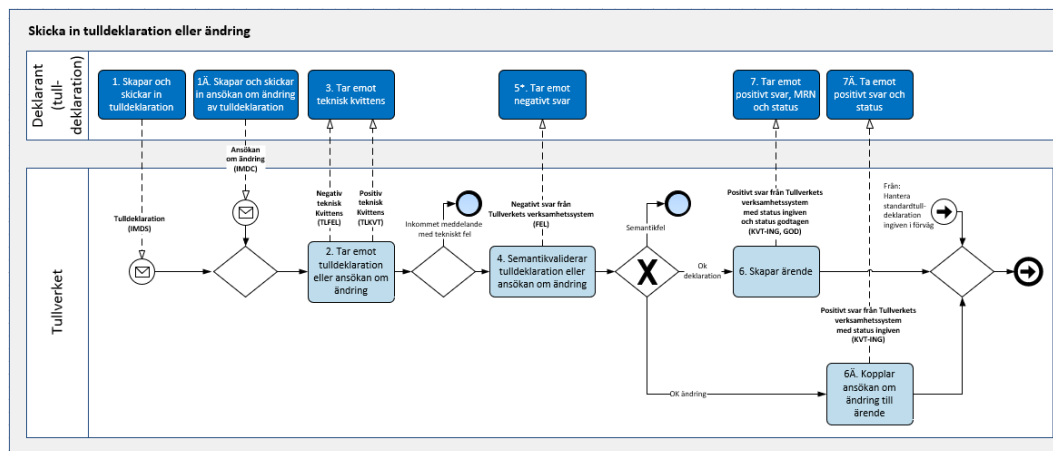 Skicka in tulldeklaration eller ändring
Deklarant
(tull-
deklaration)
1. Skapar och
skickar in
tulldeklaration
1Ä. Skapar och skickar
in ansökan om ändring
av tulldeklaration
3. Tar emot
teknisk kvittens
5*. Tar emot
negativt svar
7. Tar emot
positivt svar, MRN
och status
7Ä. Ta emot
positivt svar och
status
Tullverket
Tulldeklaration
(IMDS)
Ansökan
om ändring
(IMDC)
Negativ
teknisk
Kvittens
(TLFEL)
Positiv
teknisk
Kvittens
(TLKVT)
2. Tar emot
tulldeklaration
eller ansökan om
ändring
Inkommet meddelande
med tekniskt fel
Negativt svar från
Tullverkets verksamhetssystem
(FEL)
4. Semantikvaliderar
tulldeklaration eller
ansökan om ändring
Semantikfel
X
Ok
deklaration
OK ändring
Positivt svar från Tullverkets
verksamhetssystem
med status ingiven
och status godtagen
(KVT-ING, GOD)
6. Skapar ärende
Positivt svar från Tullverkets
verksamhetssystem
med status ingiven
(KVT-ING)
6Ä. Kopplar
ansökan om
ändring till
ärende
Från:
Hantera
standardtull-
deklaration
ingiven i förväg